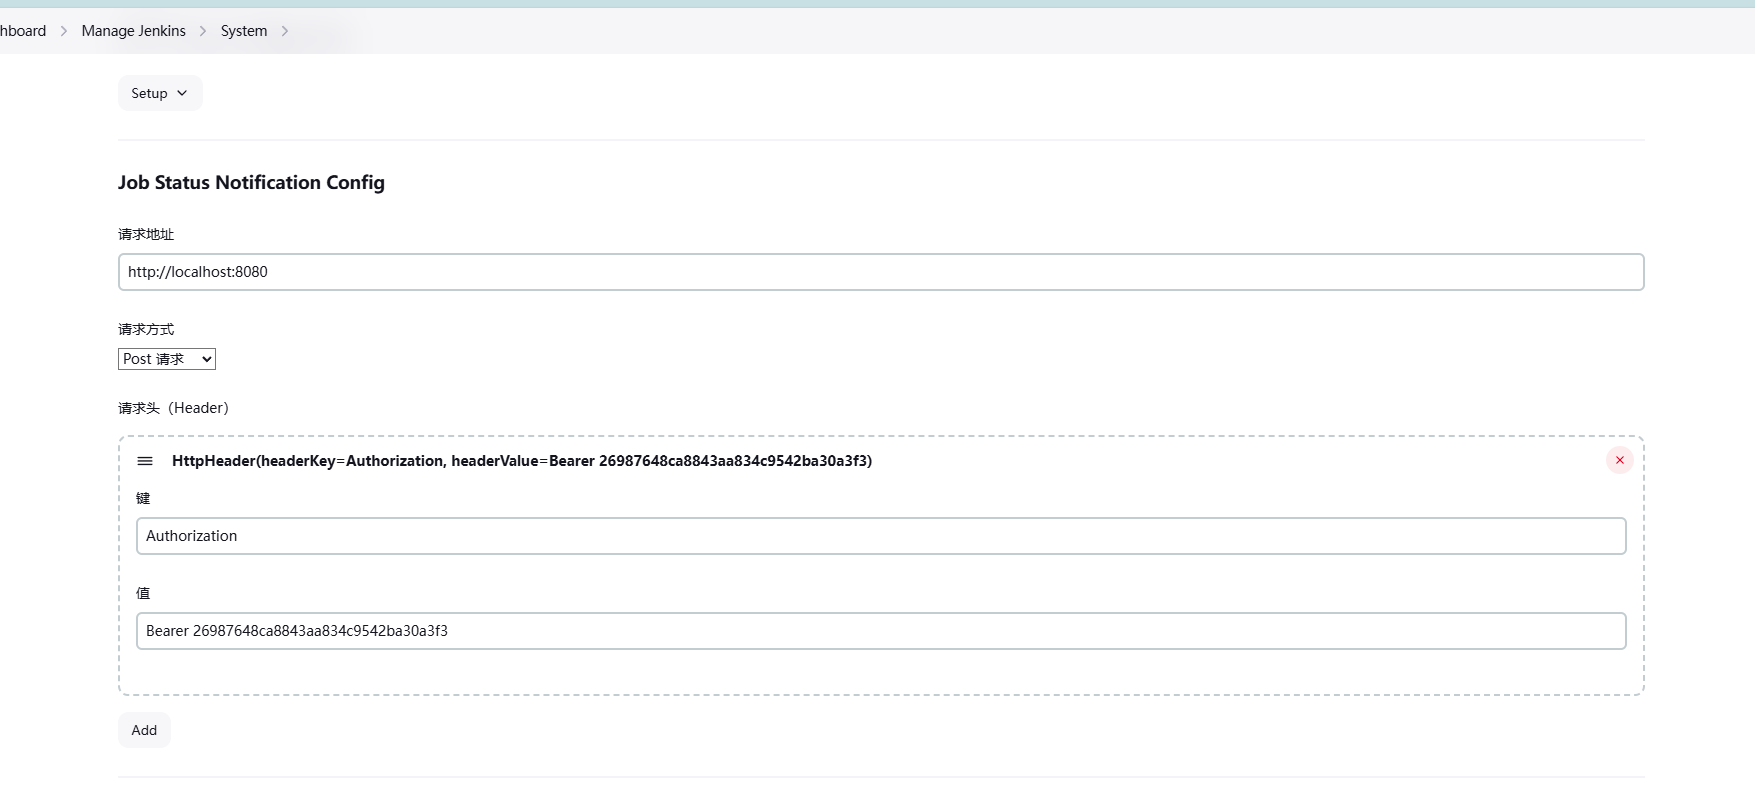 hboard > Manage Jenkins > System >
Setup
Job Status Notification Config
请求地址
http://localhost:8080
请求方式
Post 请求
请求头（Header）
HttpHeader(headerKey=Authorization, headerValue=Bearer 26987648ca8843aa834c9542ba30a3f3)
键
Authorization
值
Bearer 26987648ca8843aa834c9542ba30a3f3
Add